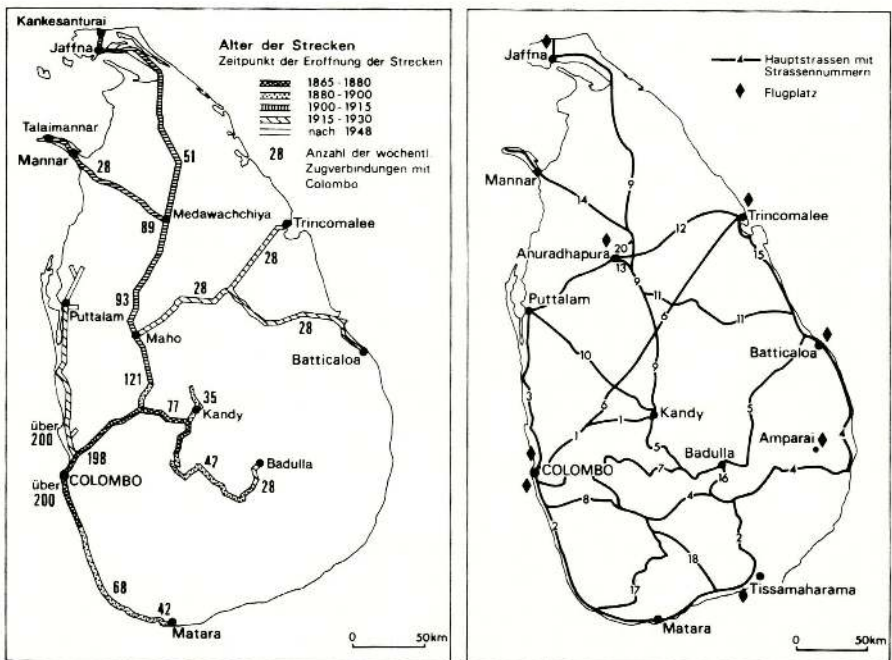 Kankesanturai
Jaffna
Alter der Strecken
Zeitpunkt der Eröffnung der Strecken
1865-1880
1880-1900
1900-1915
1915-1930
nach 1948
28 Anzahl der wöchentl.
Zugverbindungen mit
Colombo
Talaimannar
Mannar
28
51
Medawachchiya
89
Trincomalee
28
28
93
Puttalam
Maho
28
Batticaloa
121
35
77
Kandy
über
200
198
47
Badulla
28
COLOMBO
über
200
68
42
Matara
0 50km
Jaffna
4 Hauptstrassen mit
Strassennummern
Flugplatz
Mannar
9
14
Trincomalee
12
20
Anuradhapura
13
15
9
11
Puttalam
6
11
Batticaloa
10
9
3
6
Kandy
1
1
5
4
5
Amparai
Badulla
COLOMBO
7
16
4
8
4
2
2
18
17
Tissamaharama
Matara
0 50km